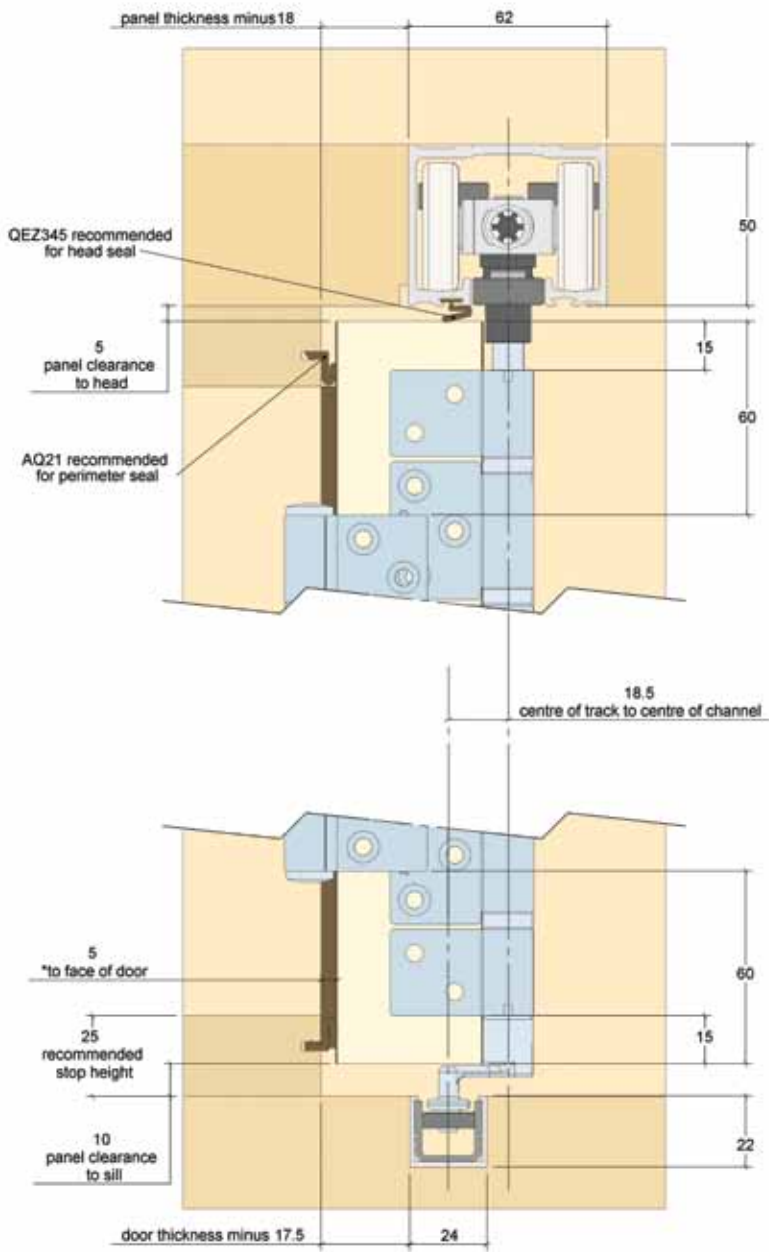 panel thickness minus18
62
50
QEZ345 recommended
for head seal
5
panel clearance
to head
15
60
AQ21 recommended
for perimeter seal
18.5
centre of track to centre of channel
5
*to face of door
60
25
recommended
stop height
15
10
panel clearance
to sill
22
door thickness minus 17.5
24